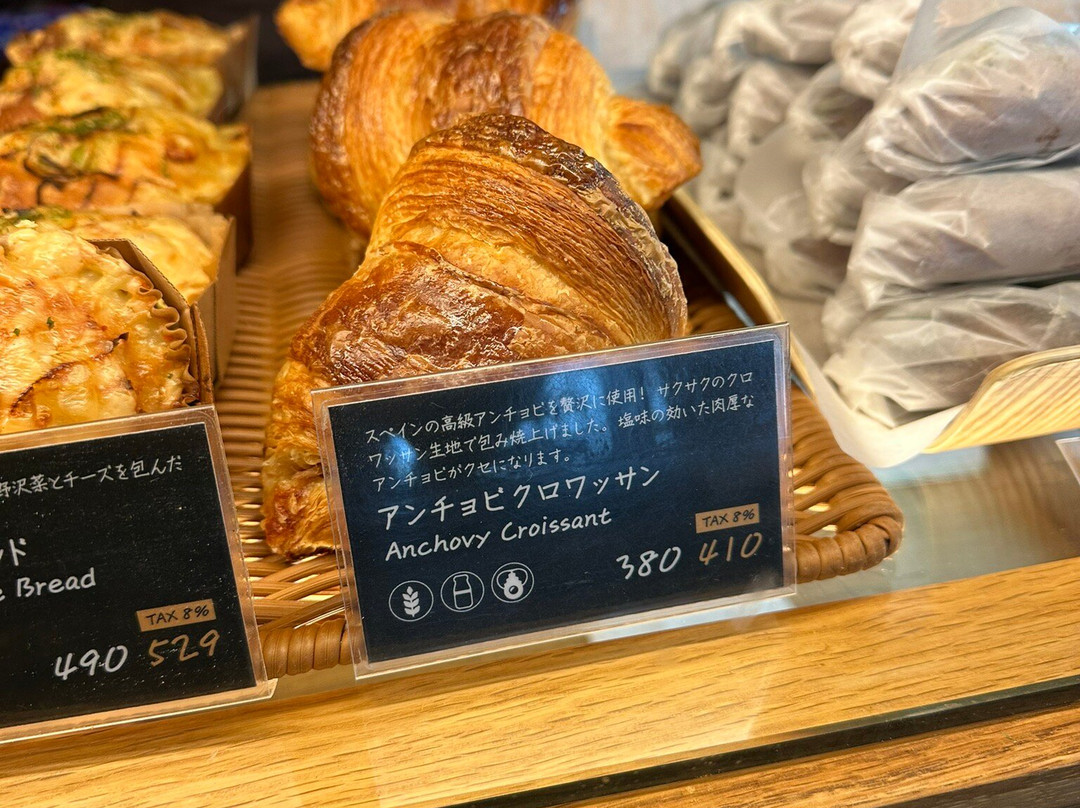 野沢菜とチーズを包んだ
ンド
Bread
TAX 8%
490 529
スペインの高級アンチョビを贅沢に使用! サクサクのクロ
ワッサン生地で包み焼上げました。塩味の効いた肉厚な
アンチョビがクセになります。
アンチョビクロワッサン
Anchovy Croissant
TAX 8%
380 410